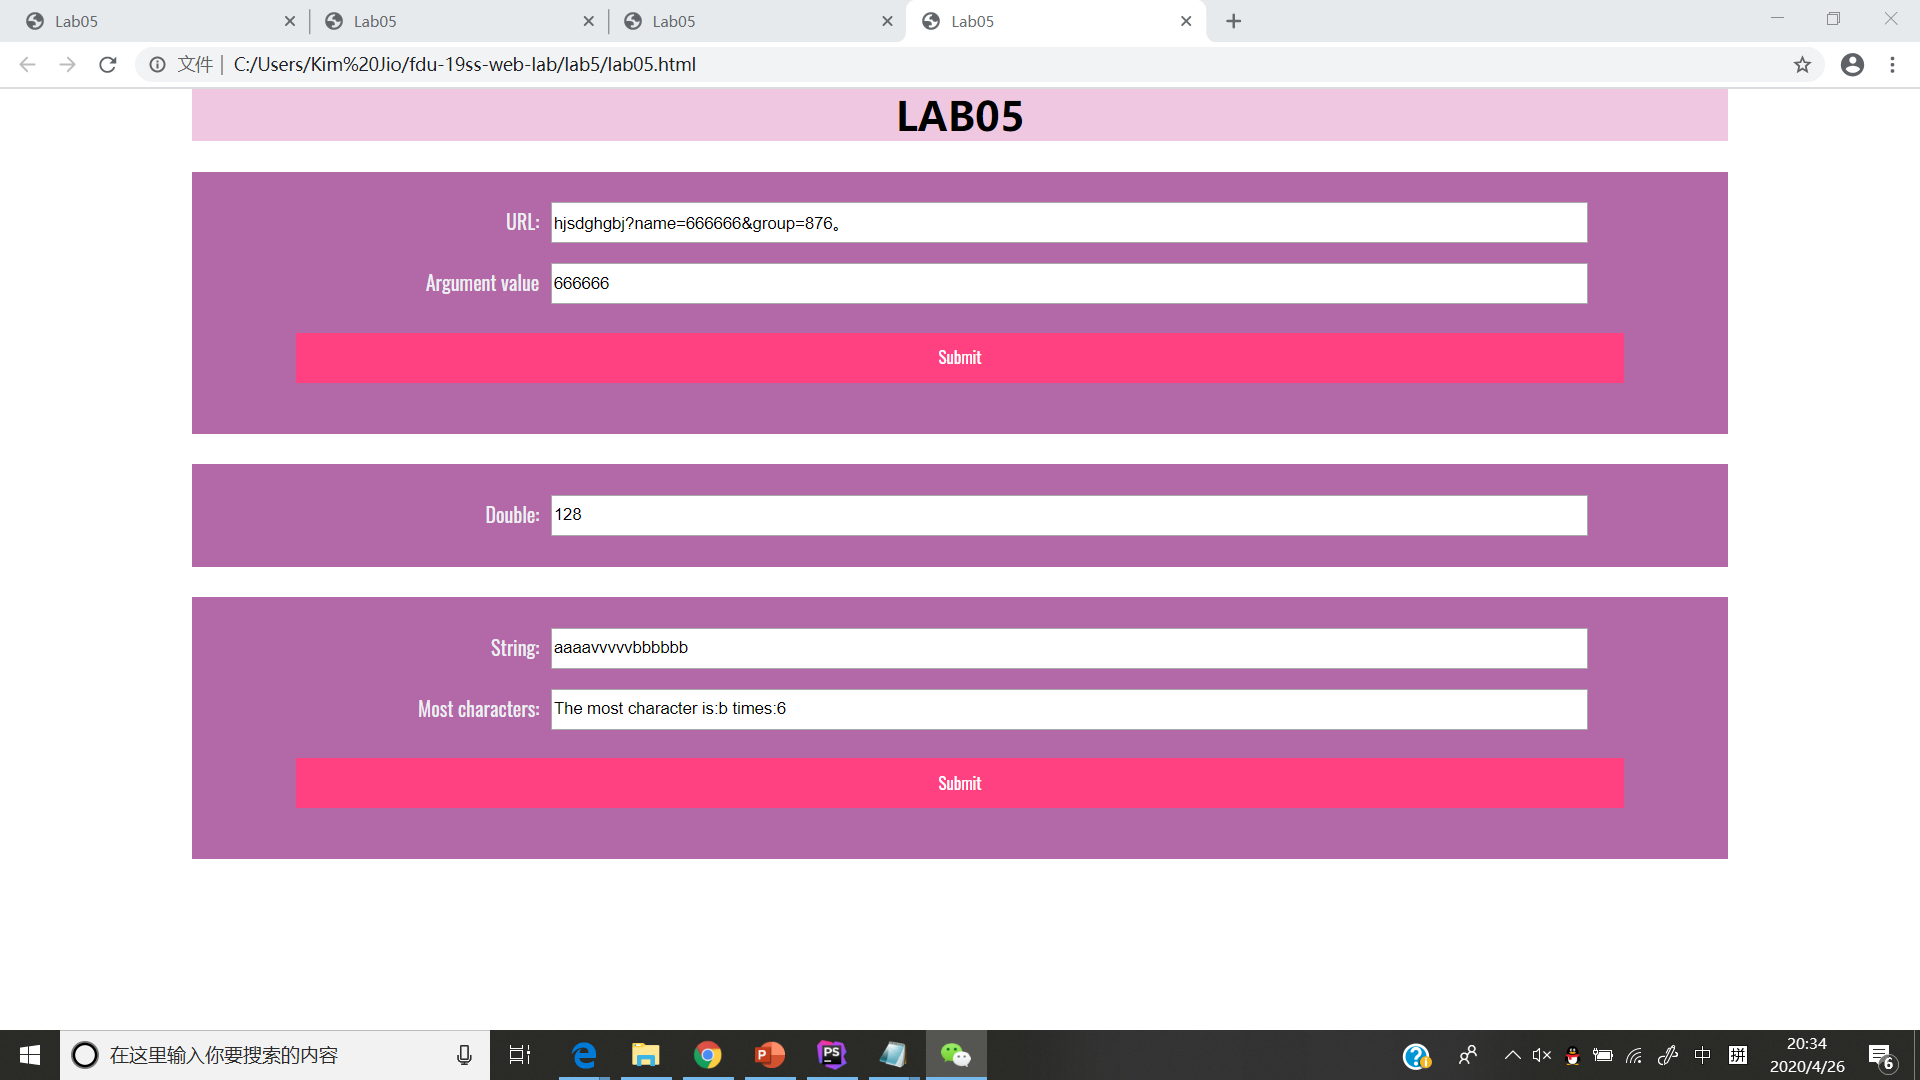 Lab05
Lab05
Lab05
Lab05
文件 | C:/Users/Kim%20Jio/fdu-19ss-web-lab/lab5/lab05.html
LAB05
URL: hjsdghgbj?name=666666&group=876。
Argument value 666666
Submit
Double: 128
String: aaaavvvvvbbbbbb
Most characters: The most character is:b times:6
Submit
在这里输入你要搜索的内容
P
PS
中
拼
20:34
2020/4/26
6